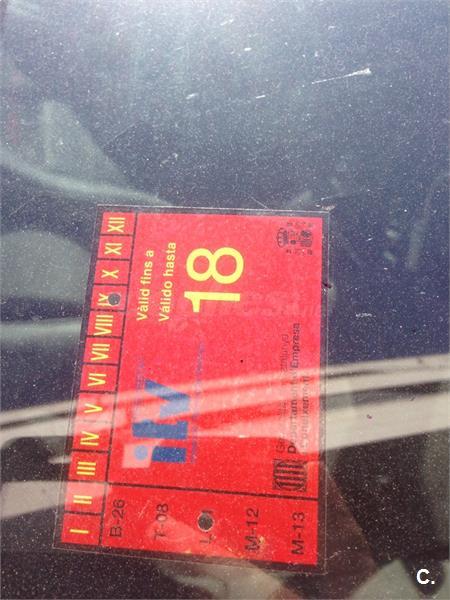 I II III IV V VI VII VIII IX X XI XII
Vàlid fins a
Válido hasta
18
itv
Departament d'Empresa
B-26
T-08
M-12
M-13
C.